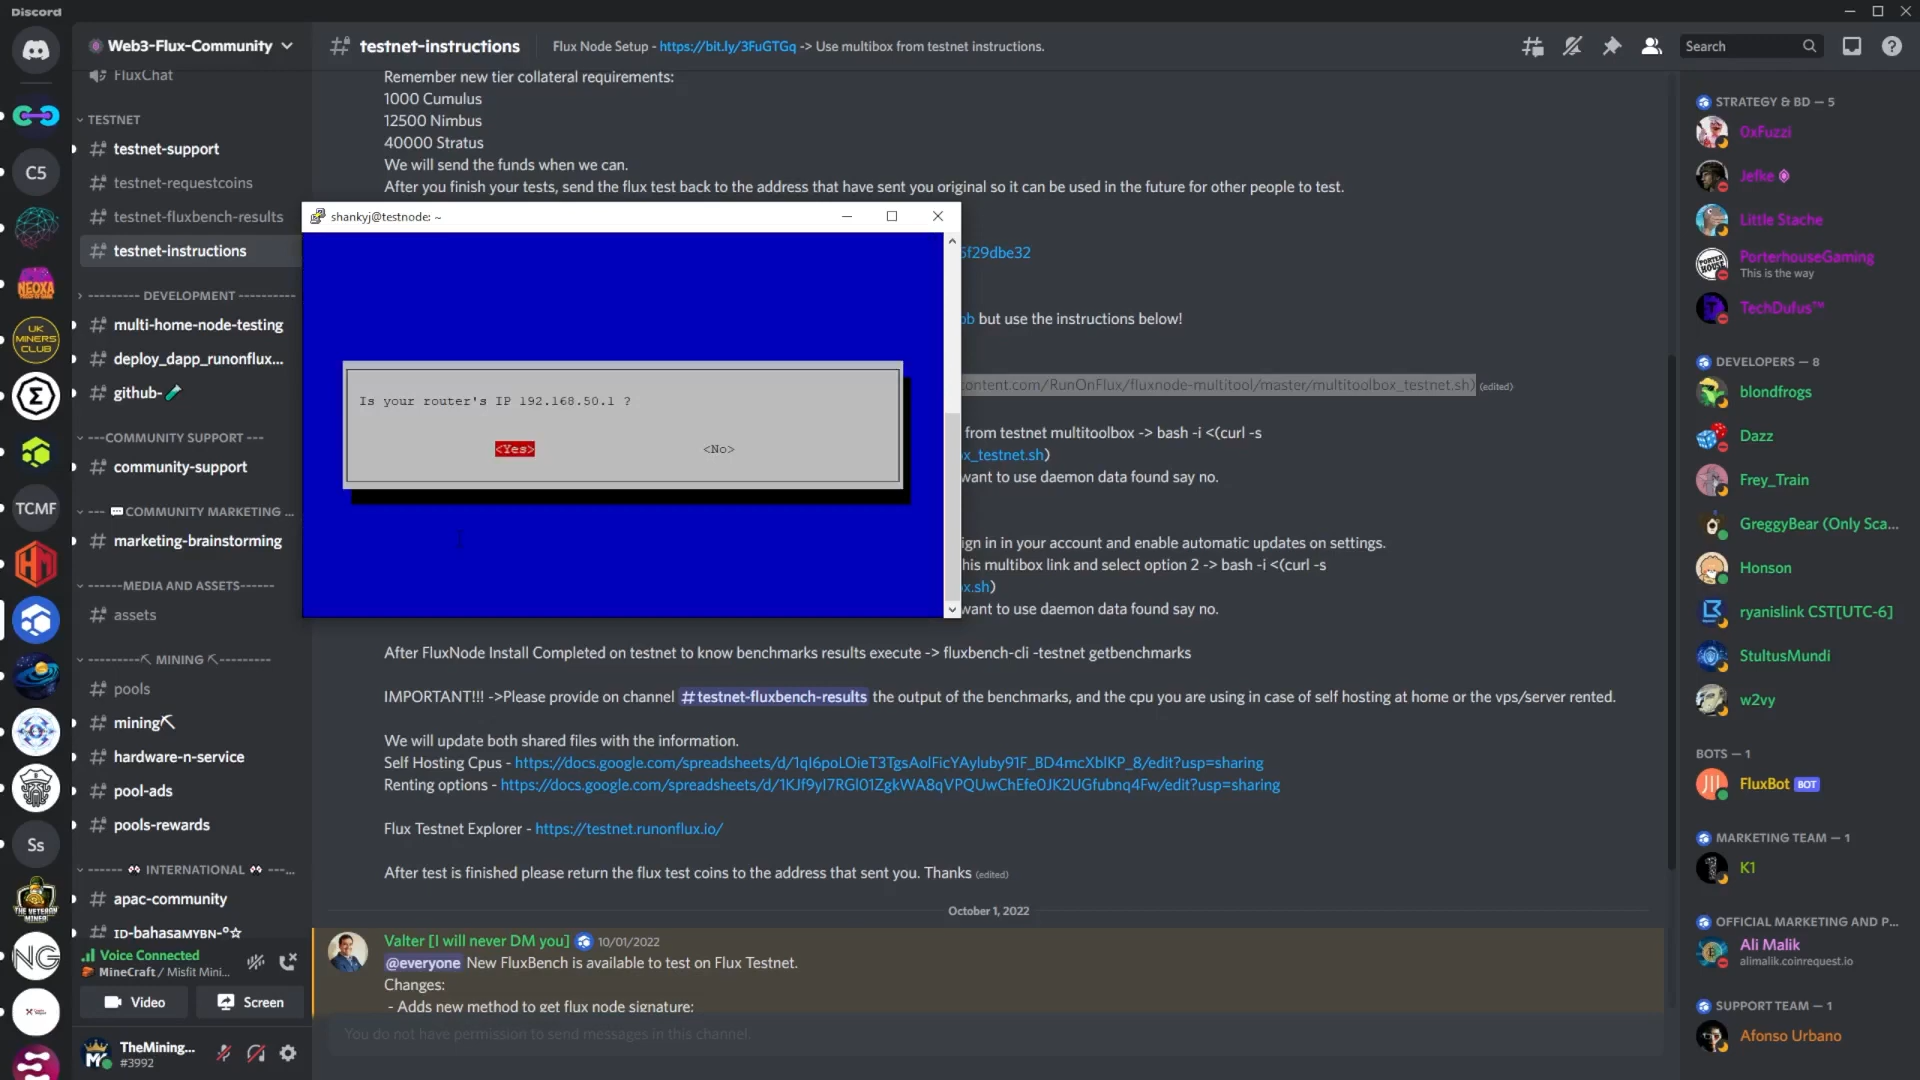 Discord
Web3-Flux-Community
testnet-instructions
Flux Node Setup - https://bit.ly/3FuGTGq -> Use multibox from testnet instructions.
Search
FluxChat
TESTNET
testnet-support
testnet-requestcoins
testnet-fluxbench-results
testnet-instructions
--------- DEVELOPMENT ----------
multi-home-node-testing
deploy_dapp_runonflux...
github-
---COMMUNITY SUPPORT ---
community-support
--- COMMUNITY MARKETING ...
marketing-brainstorming
------MEDIA AND ASSETS------
assets
---------⛏ MINING ⛏---------
pools
mining⛏
hardware-n-service
pool-ads
pools-rewards
------ INTERNATIONAL ---...
apac-community
ɪᴅ-bahasaᴍʏʙɴ-°☆
Voice Connected
MineCraft / Misfit Mini...
Video
Screen
TheMining...
#3992
C5
NEOXA
UK
MINERS
CLUB
TCMF
Ss
THE VETERAN
MINER
NG
Remember new tier collateral requirements:
1000 Cumulus
12500 Nimbus
40000 Stratus
We will send the funds when we can.
After you finish your tests, send the flux test back to the address that have sent you original so it can be used in the future for other people to test.
shankyj@testnode: ~
5f29dbe32
ob but use the instructions below!
Is your router's IP 192.168.50.1 ?
<Yes>
<No>
content.com/RunOnFlux/fluxnode-multitool/master/multitoolbox_testnet.sh) (edited)
from testnet multitoolbox -> bash -i <(curl -s
x_testnet.sh)
want to use daemon data found say no.
ign in in your account and enable automatic updates on settings.
his multibox link and select option 2 -> bash -i <(curl -s
x.sh)
want to use daemon data found say no.
After FluxNode Install Completed on testnet to know benchmarks results execute -> fluxbench-cli -testnet getbenchmarks
IMPORTANT!!! ->Please provide on channel #testnet-fluxbench-results the output of the benchmarks, and the cpu you are using in case of self hosting at home or the vps/server rented.
We will update both shared files with the information.
Self Hosting Cpus - https://docs.google.com/spreadsheets/d/1qI6poLOieT3TgsAolFicYAyluby91F_BD4mcXblKP_8/edit?usp=sharing
Renting options - https://docs.google.com/spreadsheets/d/1KJf9yI7RGl01ZgkWA8qVPQUwChEfe0JK2UGfubnq4Fw/edit?usp=sharing
Flux Testnet Explorer - https://testnet.runonflux.io/
After test is finished please return the flux test coins to the address that sent you. Thanks (edited)
October 1, 2022
Valter [I will never DM you] 10/01/2022
@everyone New FluxBench is available to test on Flux Testnet.
Changes:
- Adds new method to get flux node signature;
You do not have permission to send messages in this channel.
STRATEGY & BD — 5
0xFuzzi
Jefke
Little Stache
PorterhouseGaming
This is the way
TechDufus™
DEVELOPERS — 8
blondfrogs
Dazz
Frey_Train
GreggyBear (Only Sca...
Honson
ryanislink CST[UTC-6]
StultusMundi
w2vy
BOTS — 1
FluxBot BOT
MARKETING TEAM — 1
K1
OFFICIAL MARKETING AND P...
Ali Malik
alimalik.coinrequest.io
SUPPORT TEAM — 1
Afonso Urbano